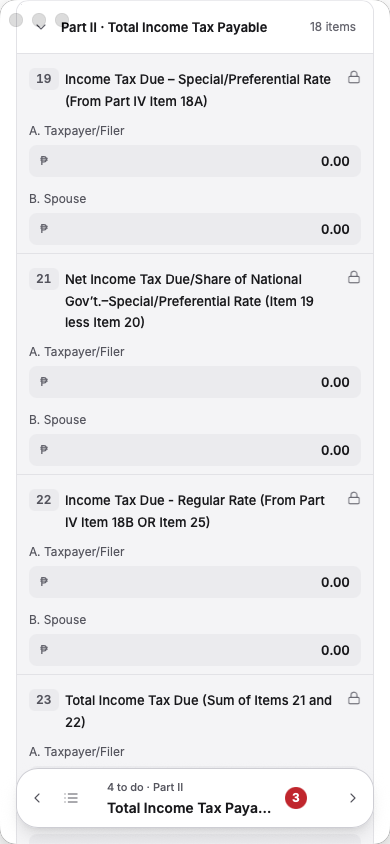 Part II · Total Income Tax Payable
18 items
19
Income Tax Due – Special/Preferential Rate
(From Part IV Item 18A)
A. Taxpayer/Filer
₱ 0.00
B. Spouse
₱ 0.00
21
Net Income Tax Due/Share of National
Gov’t.–Special/Preferential Rate (Item 19
less Item 20)
A. Taxpayer/Filer
₱ 0.00
B. Spouse
₱ 0.00
22
Income Tax Due - Regular Rate (From Part
IV Item 18B OR Item 25)
A. Taxpayer/Filer
₱ 0.00
B. Spouse
₱ 0.00
23
Total Income Tax Due (Sum of Items 21 and
22)
A. Taxpayer/Filer
4 to do · Part II
Total Income Tax Paya...
3